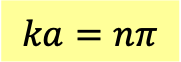 ka = nπ